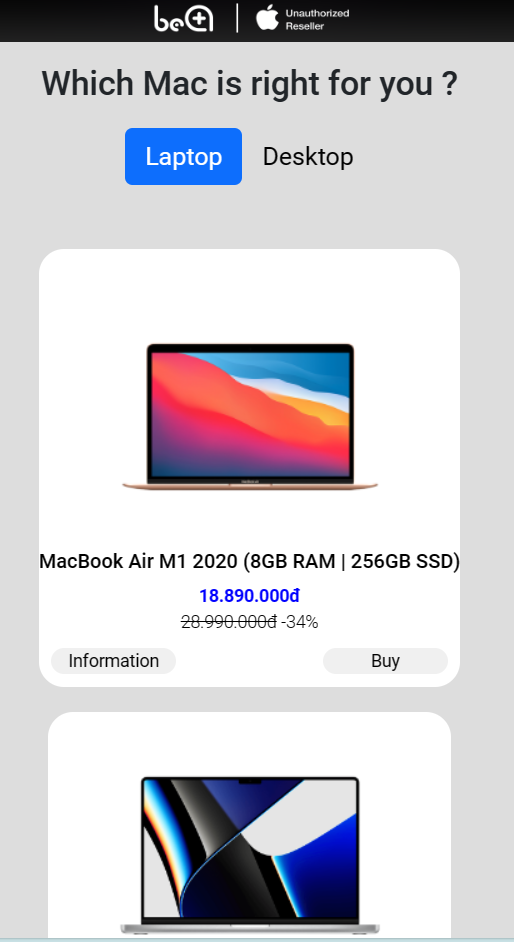 beA
Unauthorized
Reseller
Which Mac is right for you ?
Laptop
Desktop
MacBook Air M1 2020 (8GB RAM | 256GB SSD)
18.890.000đ
28.990.000đ -34%
Information
Buy